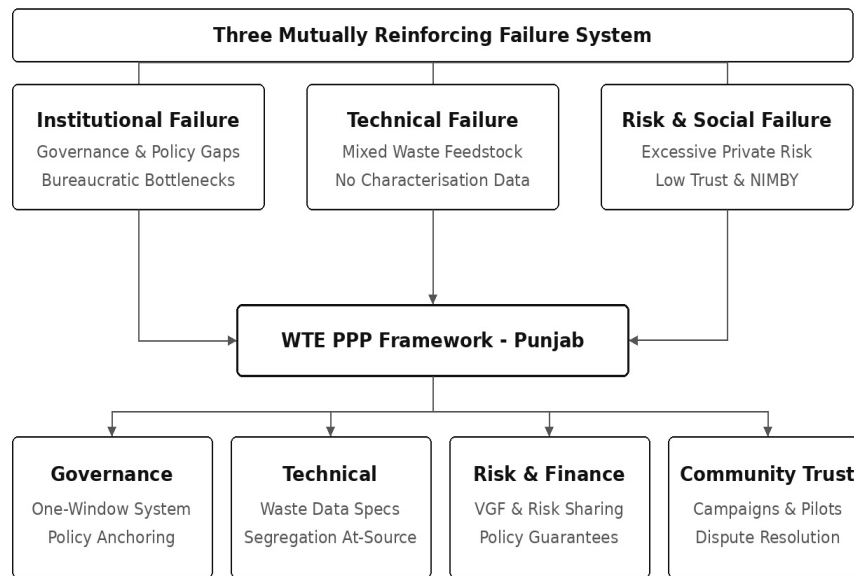 Three Mutually Reinforcing Failure System
Institutional Failure
Governance & Policy Gaps
Bureaucratic Bottlenecks
Technical Failure
Mixed Waste Feedstock
No Characterisation Data
Risk & Social Failure
Excessive Private Risk
Low Trust & NIMBY
WTE PPP Framework - Punjab
Governance
One-Window System
Policy Anchoring
Technical
Waste Data Specs
Segregation At-Source
Risk & Finance
VGF & Risk Sharing
Policy Guarantees
Community Trust
Campaigns & Pilots
Dispute Resolution